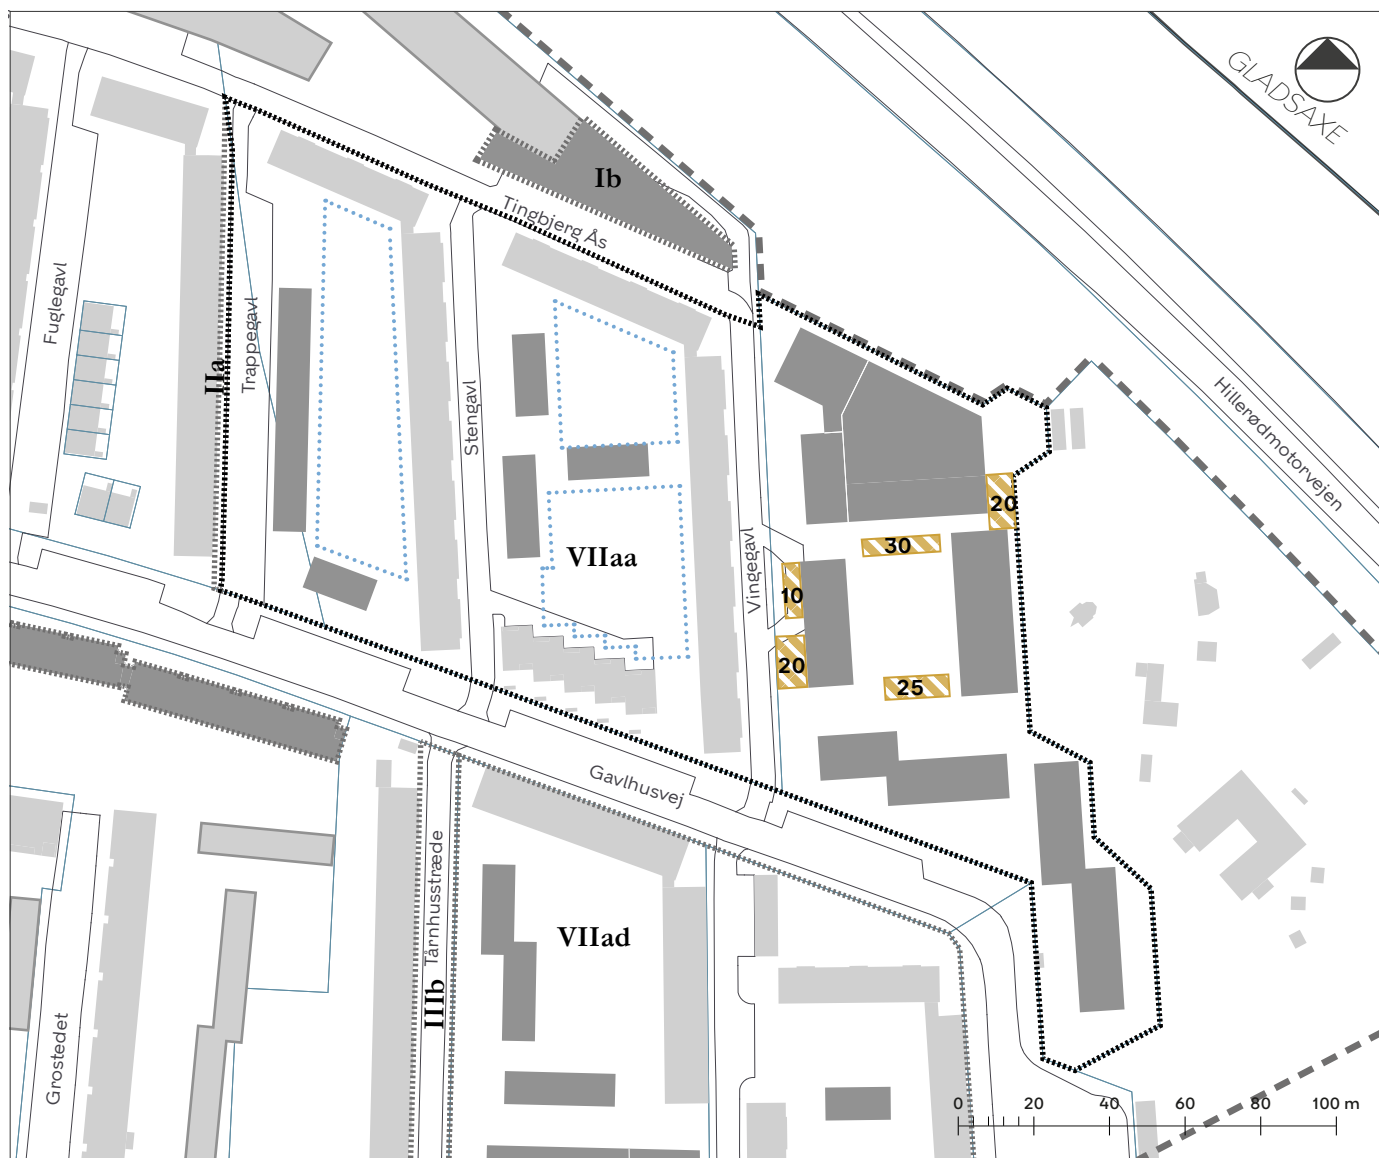 GLADSAXE
Ib
Tingbjerg Ås
Fuglegavl
IIa
Trappegavl
Stengavl
Hillerødmotorvejen
20
30
VIIaa
Vingegavl
10
20
25
Gavlhusvej
Tårnhusstræde
VIIad
IIIb
Grostedet
0 20 40 60 80 100 m